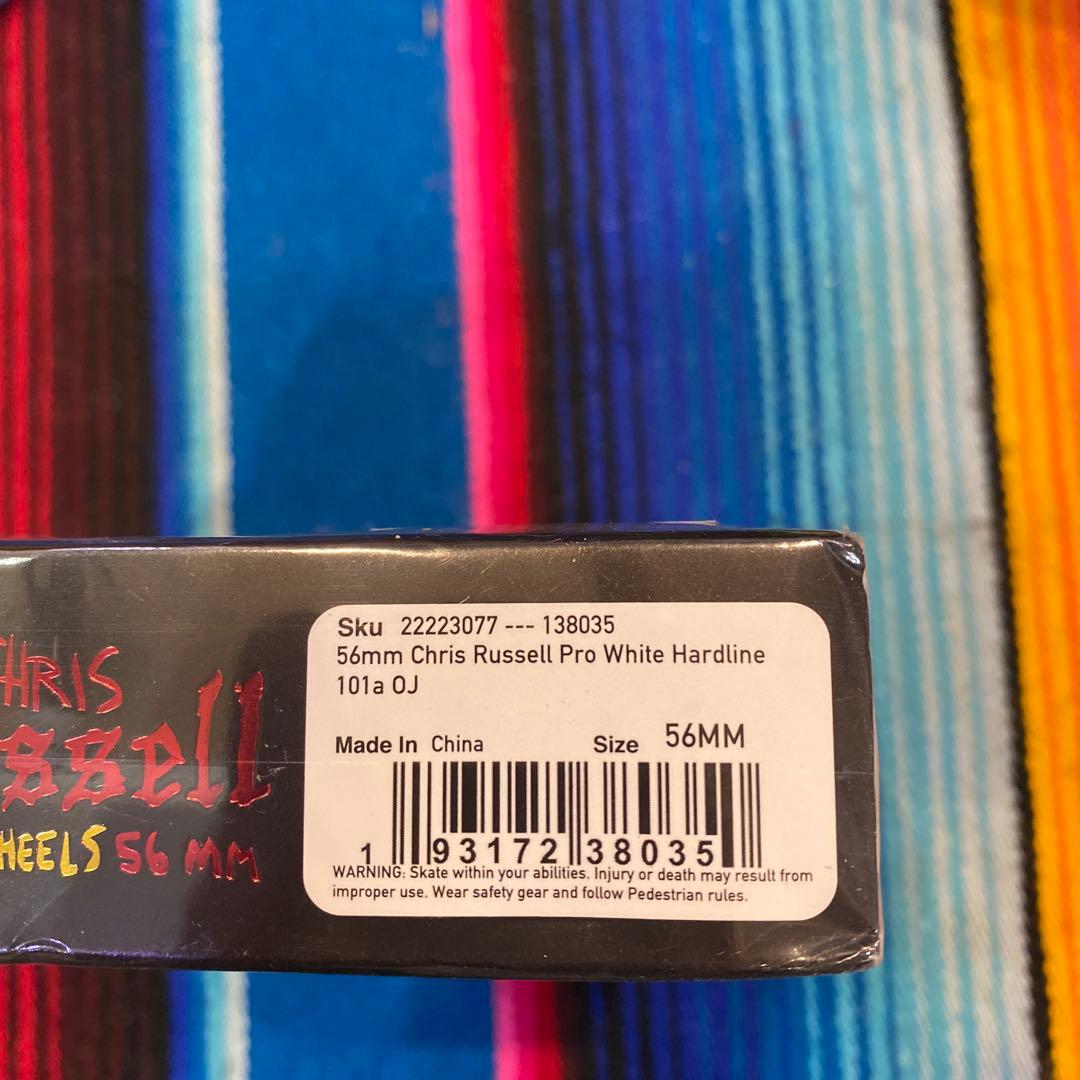 CHRIS
ssell
HEELS 56 MM
Sku 22223077 --- 138035
56mm Chris Russell Pro White Hardline
101a OJ
Made In China Size 56MM
1 93172 38035
WARNING: Skate within your abilities. Injury or death may result from
improper use. Wear safety gear and follow Pedestrian rules.